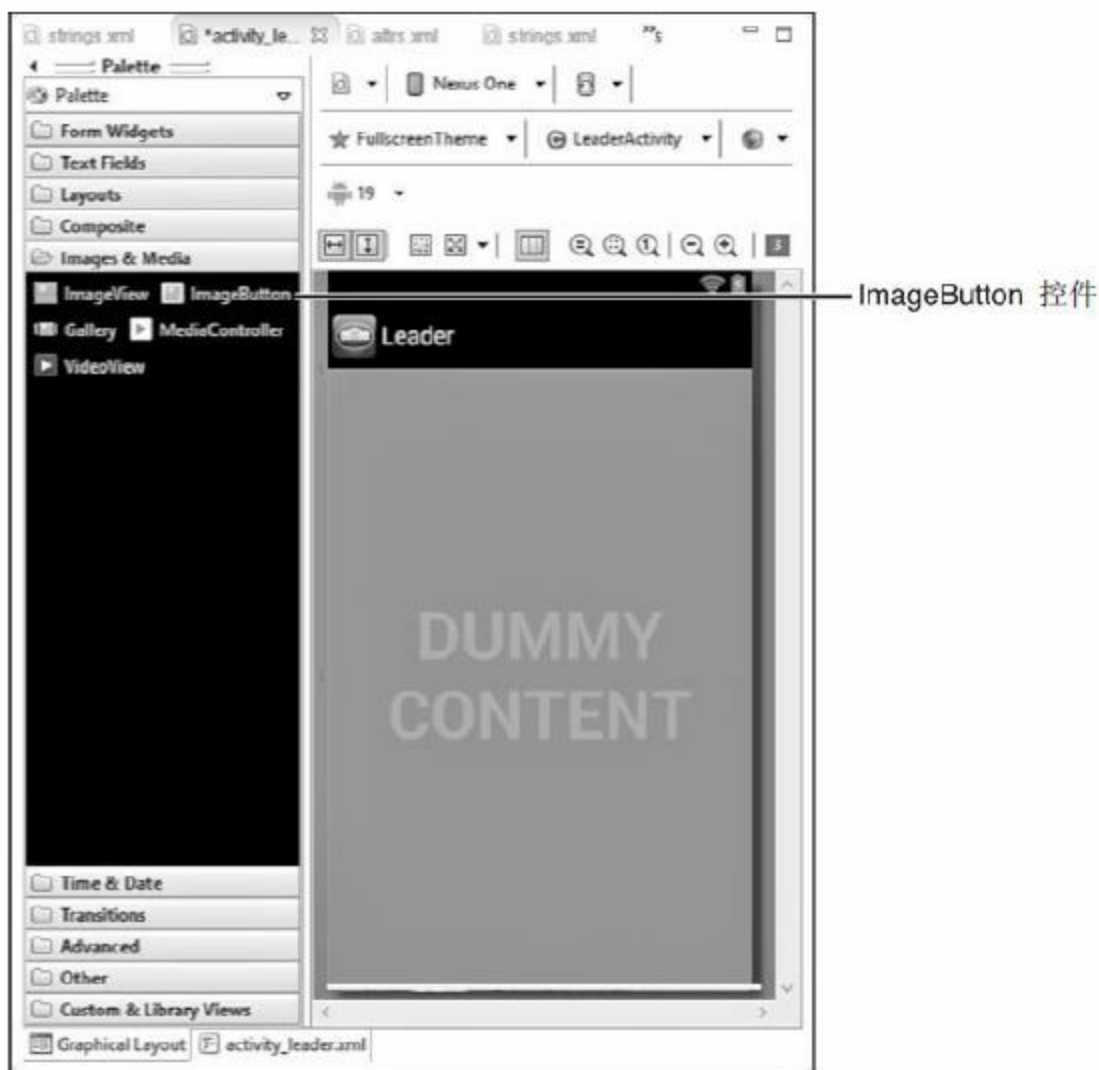 strings.xml
*activity_le...
attrs.xml
strings.xml
"s
Palette
Palette
Form Widgets
Text Fields
Layouts
Composite
Images & Media
ImageView
ImageButton
Gallery
MediaController
VideoView
Time & Date
Transitions
Advanced
Other
Custom & Library Views
Graphical Layout
activity_leader.xml
Nexus One
FullscreenTheme
LeaderActivity
19
3
Leader
DUMMY
CONTENT
ImageButton 控件